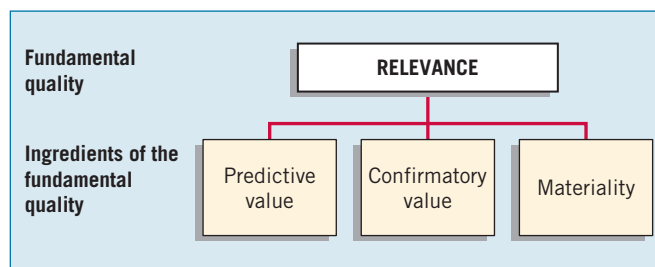 Fundamental
quality
RELEVANCE
Ingredients of the
fundamental
quality
Predictive
value
Confirmatory
value
Materiality